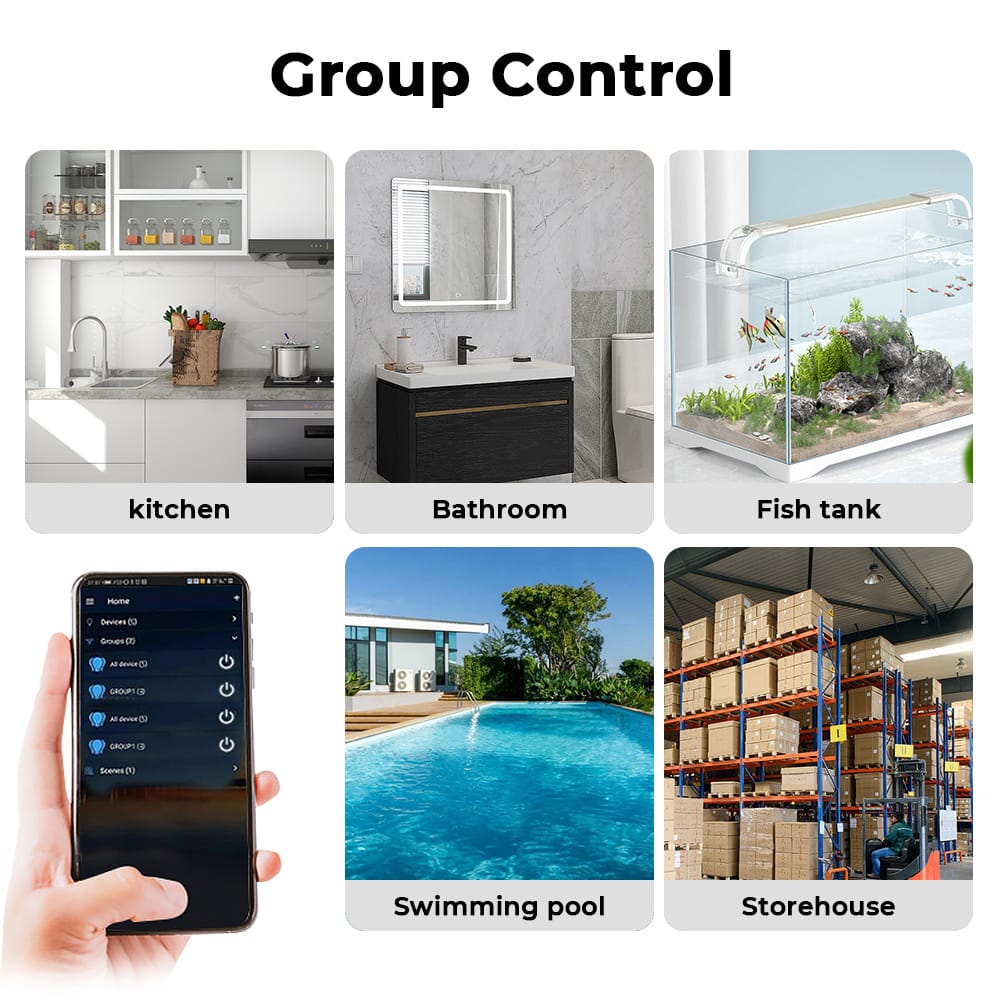 Group Control
kitchen
Bathroom
Fish tank
Home
Devices (5)
Groups (2)
All device (5)
GROUP1 (3)
All device (5)
GROUP1 (3)
Scenes (1)
Swimming pool
I
II
Storehouse